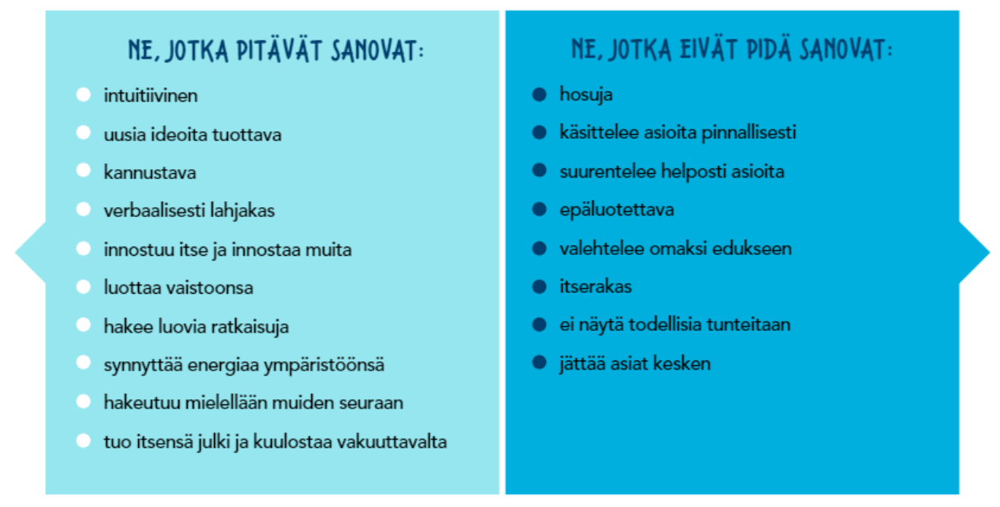 NE, JOTKA PITÄVÄT SANOVAT:
intuitiivinen
uusia ideoita tuottava
kannustava
verbaalisesti lahjakas
innostuu itse ja innostaa muita
luottaa vaistoonsa
hakee luovia ratkaisuja
synnyttää energiaa ympäristöönsä
hakeutuu mielellään muiden seuraan
tuo itsensä julki ja kuulostaa vakuuttavalta
NE, JOTKA EIVÄT PIDÄ SANOVAT:
hosuja
käsittelee asioita pinnallisesti
suurentelee helposti asioita
epäluotettava
valehtelee omaksi edukseen
itserakas
ei näytä todellisia tunteitaan
jättää asiat kesken